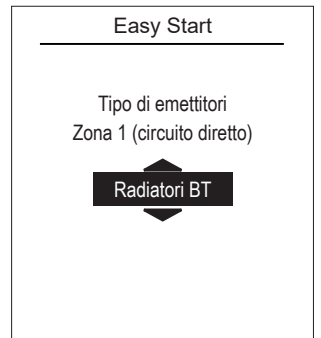 Easy Start
Tipo di emettitori
Zona 1 (circuito diretto)
Radiatori BT